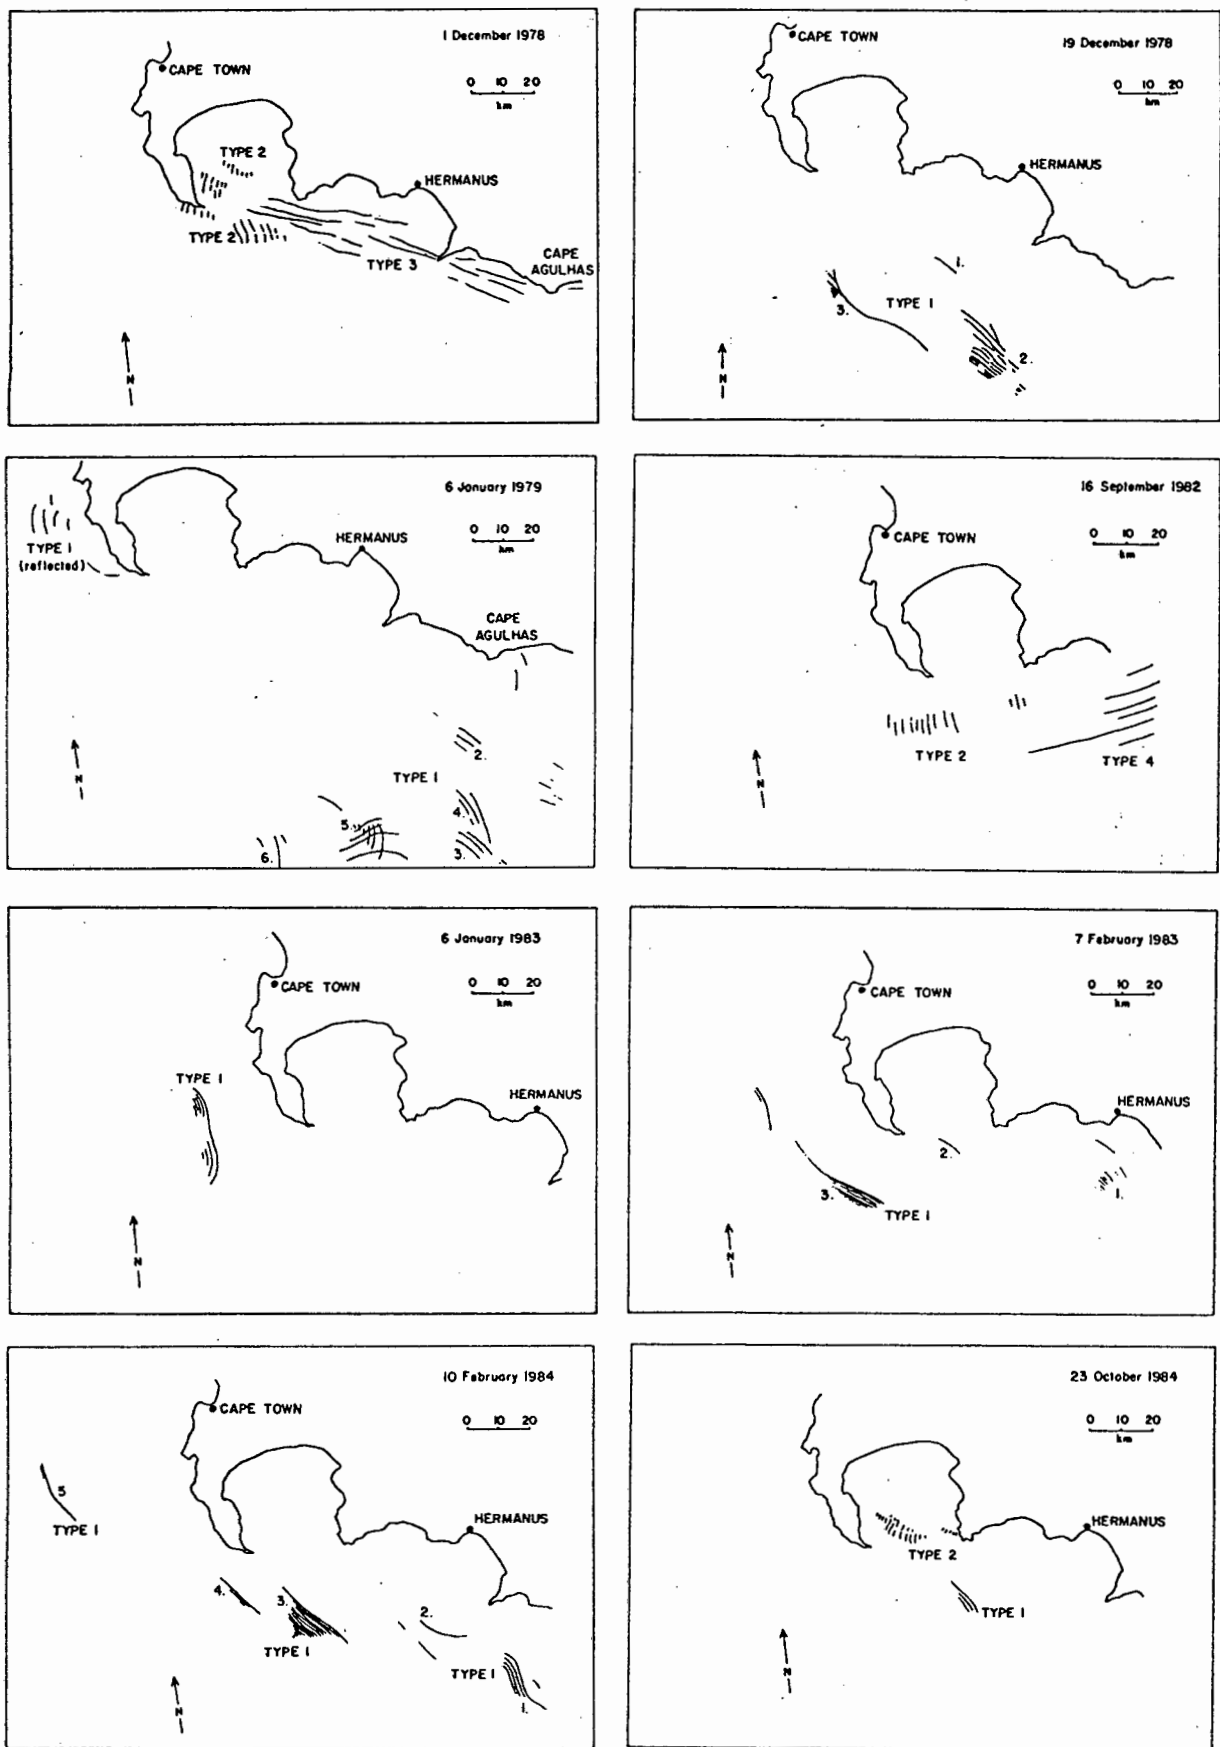 1 December 1978
CAPE TOWN
0 10 20
km
TYPE 2
HERMANUS
TYPE 2
TYPE 3
CAPE
AGULHAS
N
19 December 1978
CAPE TOWN
0 10 20
km
HERMANUS
1.
TYPE 1
3.
2.
N
6 January 1979
0 10 20
km
HERMANUS
TYPE 1
(reflected)
CAPE
AGULHAS
2.
TYPE 1
4.
5.
3.
6.
N
16 September 1982
CAPE TOWN
0 10 20
km
TYPE 2
TYPE 4
N
6 January 1983
CAPE TOWN
0 10 20
km
TYPE 1
HERMANUS
N
7 February 1983
CAPE TOWN
0 10 20
km
HERMANUS
2.
3.
1.
TYPE 1
N
10 February 1984
CAPE TOWN
0 10 20
5
TYPE 1
HERMANUS
4.
3.
2.
TYPE 1
TYPE 1
1.
N
23 October 1984
0 10 20
km
HERMANUS
TYPE 2
TYPE 1
N